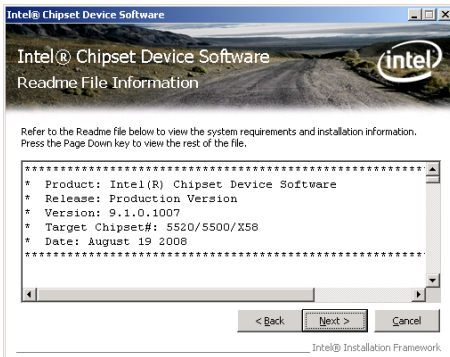 Intel® Chipset Device Software
Intel® Chipset Device Software
intel
Readme File Information
Refer to the Readme file below to view the system requirements and installation information.
Press the Page Down key to view the rest of the file.
************************************************************
*  Product: Intel(R) Chipset Device Software
*  Release: Production Version
*  Version: 9.1.0.1007
*  Target Chipset#: 5520/5500/X58
*  Date: August 19 2008
************************************************************
< Back
Next >
Cancel
Intel® Installation Framework